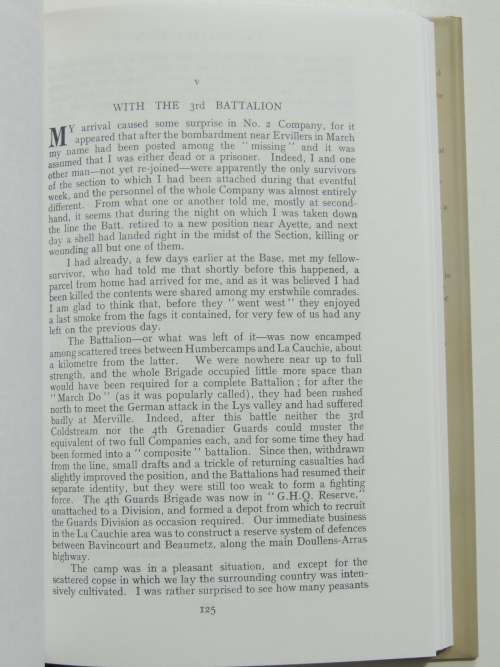 v
WITH THE 3rd BATTALION
MY arrival caused some surprise in No. 2 Company, for it
appeared that after the bombardment near Ervillers in March
my name had been posted among the "missing" and it was
assumed that I was either dead or a prisoner. Indeed, I and one
other man—not yet re-joined—were apparently the only survivors
of the section to which I had been attached during that eventful
week, and the personnel of the whole Company was almost entirely
different. From what one or another told me, mostly at second-
hand, it seems that during the night on which I was taken down
the line the Batt. retired to a new position near Ayette, and next
day a shell had landed right in the midst of the Section, killing or
wounding all but one of them.
I had already, a few days earlier at the Base, met my fellow-
survivor, who had told me that shortly before this happened, a
parcel from home had arrived for me, and as it was believed I had
been killed the contents were shared among my erstwhile comrades.
I am glad to think that, before they "went west" they enjoyed
a last smoke from the fags it contained, for very few of us had any
left on the previous day.
The Battalion—or what was left of it—was now encamped
among scattered trees between Humbercamps and La Cauchie, about
a kilometre from the latter. We were nowhere near up to full
strength, and the whole Brigade occupied little more space than
would have been required for a complete Battalion; for after the
"March Do" (as it was popularly called), they had been rushed
north to meet the German attack in the Lys valley and had suffered
badly at Merville. Indeed, after this battle neither the 3rd
Coldstream nor the 4th Grenadier Guards could muster the
equivalent of two full Companies each, and for some time they had
been formed into a "composite" battalion. Since then, withdrawn
from the line, small drafts and a trickle of returning casualties had
slightly improved the position, and the Battalions had resumed their
separate identity, but they were still too weak to form a fighting
force. The 4th Guards Brigade was now in "G.H.Q. Reserve,"
unattached to a Division, and formed a depot from which to recruit
the Guards Division as occasion required. Our immediate business
in the La Cauchie area was to construct a reserve system of defences
between Bavincourt and Beaumetz, along the main Doullens-Arras
highway.
The camp was in a pleasant situation, and except for the
scattered copse in which we lay the surrounding country was inten-
sively cultivated. I was rather surprised to see how many peasants
125